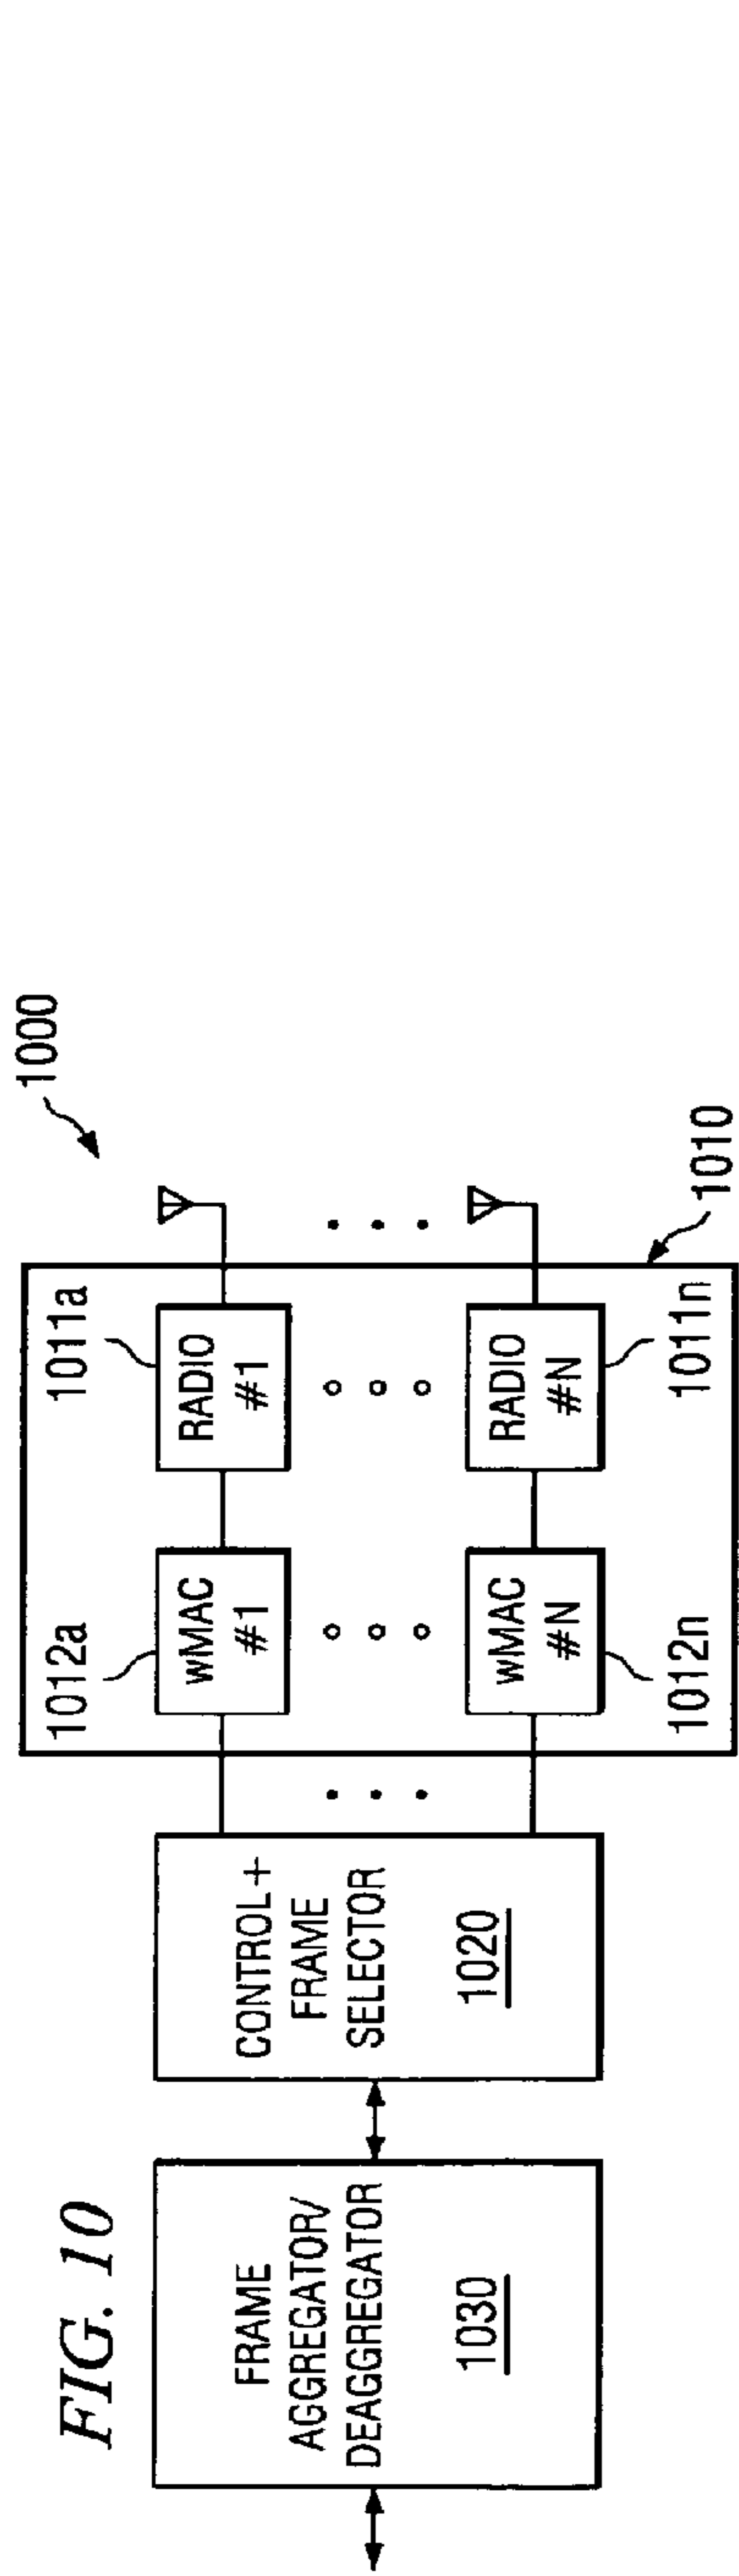 FIG. 10
1000
FRAME
AGGREGATOR/
DEAGGREGATOR
1030
CONTROL+
FRAME
SELECTOR
1020
1012a
wMAC
#1
1011a
RADIO
#1
wMAC
#N
1012n
RADIO
#N
1011n
1010